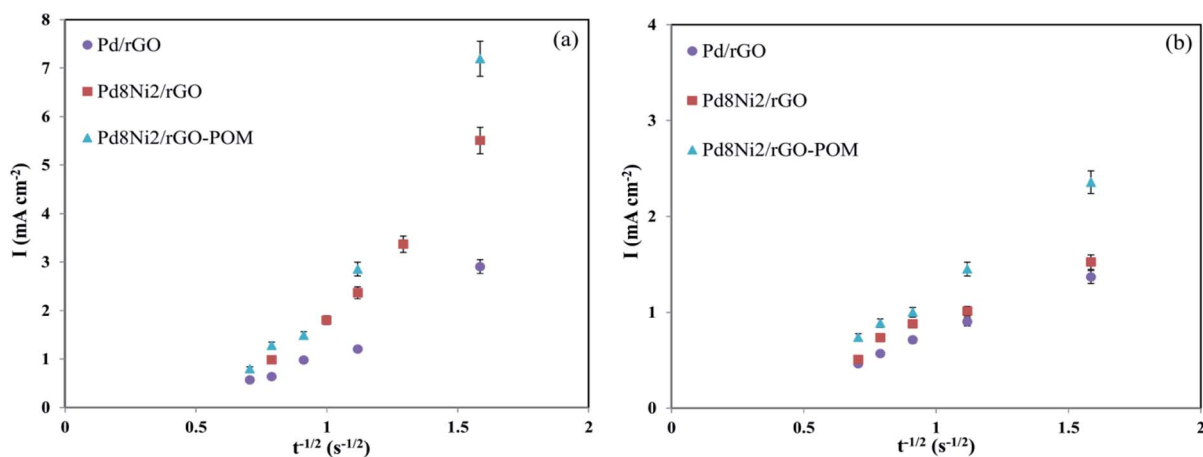 (a)
Pd/rGO
Pd8Ni2/rGO
Pd8Ni2/rGO-POM
I (mA cm-2)
8
7
6
5
4
3
2
1
0
0 0.5 1 1.5 2
t-1/2 (s-1/2)
(b)
Pd/rGO
Pd8Ni2/rGO
Pd8Ni2/rGO-POM
I (mA cm-2)
4
3
2
1
0
0 0.5 1 1.5 2
t-1/2 (s-1/2)